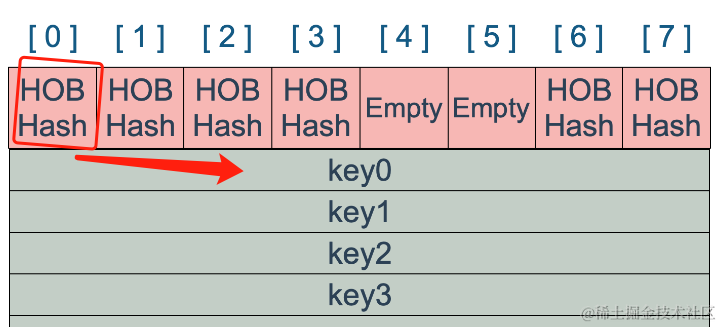 [ 0 ] [ 1 ] [ 2 ] [ 3 ] [ 4 ] [ 5 ] [ 6 ] [ 7 ]
HOB HOB HOB HOB Empty Empty HOB HOB
Hash Hash Hash Hash Hash Hash
key0
key1
key2
key3
@稀土掘金技术社区